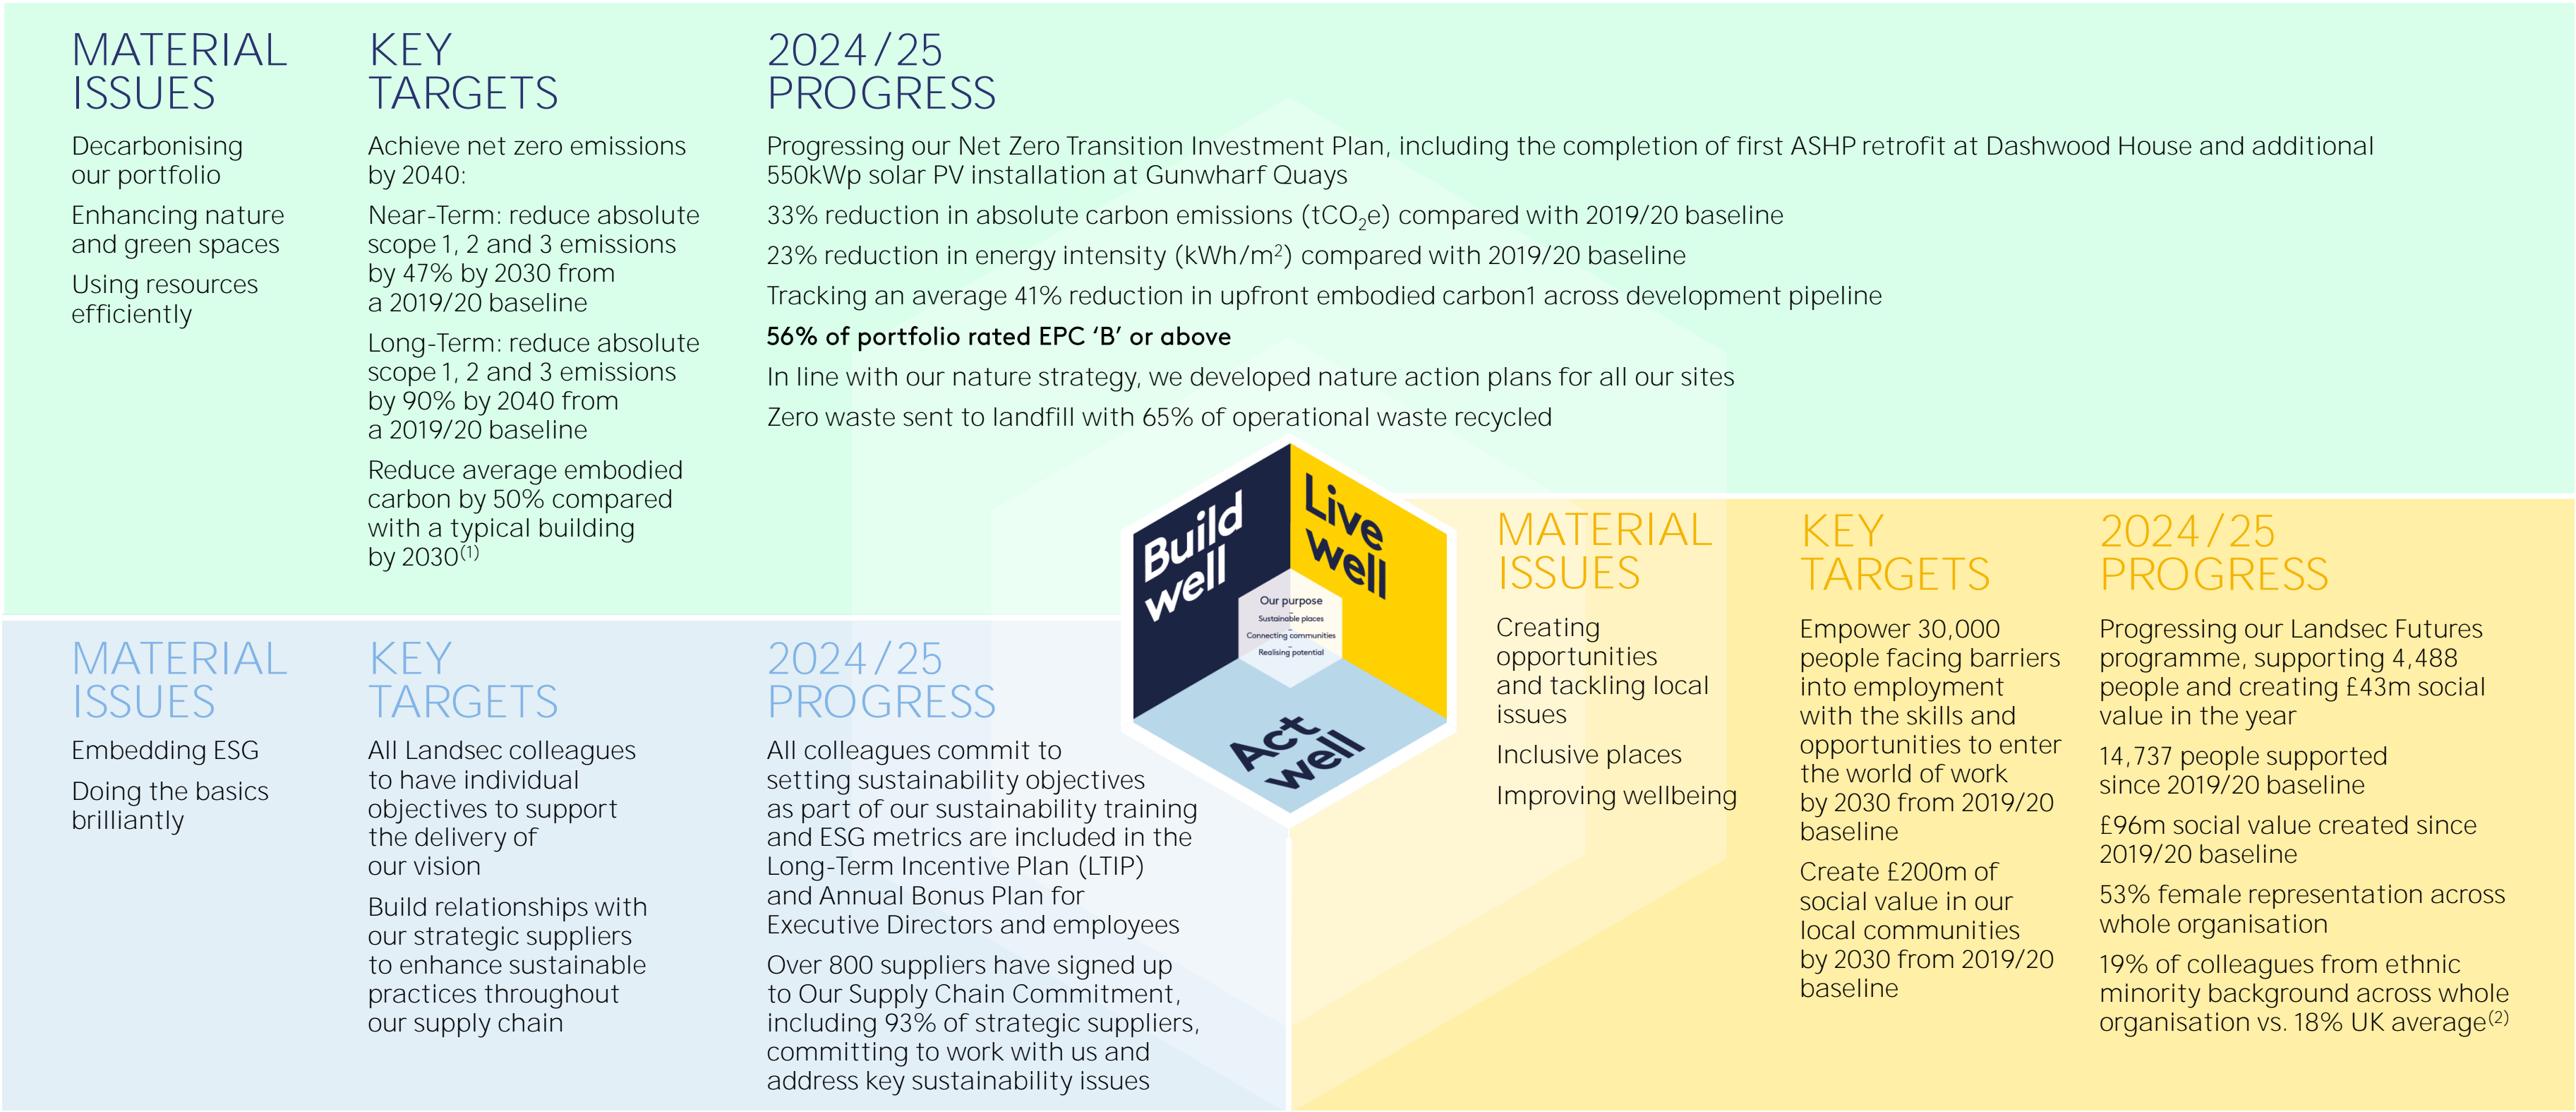 MATERIAL
ISSUES
Decarbonising
our portfolio
Enhancing nature
and green spaces
Using resources
efficiently
KEY
TARGETS
Achieve net zero emissions
by 2040:
Near-Term: reduce absolute
scope 1, 2 and 3 emissions
by 47% by 2030 from
a 2019/20 baseline
Long-Term: reduce absolute
scope 1, 2 and 3 emissions
by 90% by 2040 from
a 2019/20 baseline
Reduce average embodied
carbon by 50% compared
with a typical building
by 2030(1)
2024/25
PROGRESS
Progressing our Net Zero Transition Investment Plan, including the completion of first ASHP retrofit at Dashwood House and additional
550kWp solar PV installation at Gunwharf Quays
33% reduction in absolute carbon emissions (tCO₂e) compared with 2019/20 baseline
23% reduction in energy intensity (kWh/m²) compared with 2019/20 baseline
Tracking an average 41% reduction in upfront embodied carbon1 across development pipeline
56% of portfolio rated EPC ‘B’ or above
In line with our nature strategy, we developed nature action plans for all our sites
Zero waste sent to landfill with 65% of operational waste recycled
Build
well
Live
well
Act
well
Our purpose
–
Sustainable places
–
Connecting communities
–
Realising potential
MATERIAL
ISSUES
Embedding ESG
Doing the basics
brilliantly
KEY
TARGETS
All Landsec colleagues
to have individual
objectives to support
the delivery of
our vision
Build relationships with
our strategic suppliers
to enhance sustainable
practices throughout
our supply chain
2024/25
PROGRESS
All colleagues commit to
setting sustainability objectives
as part of our sustainability training
and ESG metrics are included in the
Long-Term Incentive Plan (LTIP)
and Annual Bonus Plan for
Executive Directors and employees
Over 800 suppliers have signed up
to Our Supply Chain Commitment,
including 93% of strategic suppliers,
committing to work with us and
address key sustainability issues
MATERIAL
ISSUES
Creating
opportunities
and tackling local
issues
Inclusive places
Improving wellbeing
KEY
TARGETS
Empower 30,000
people facing barriers
into employment
with the skills and
opportunities to enter
the world of work
by 2030 from 2019/20
baseline
Create £200m of
social value in our
local communities
by 2030 from 2019/20
baseline
2024/25
PROGRESS
Progressing our Landsec Futures
programme, supporting 4,488
people and creating £43m social
value in the year
14,737 people supported
since 2019/20 baseline
£96m social value created since
2019/20 baseline
53% female representation across
whole organisation
19% of colleagues from ethnic
minority background across whole
organisation vs. 18% UK average(2)